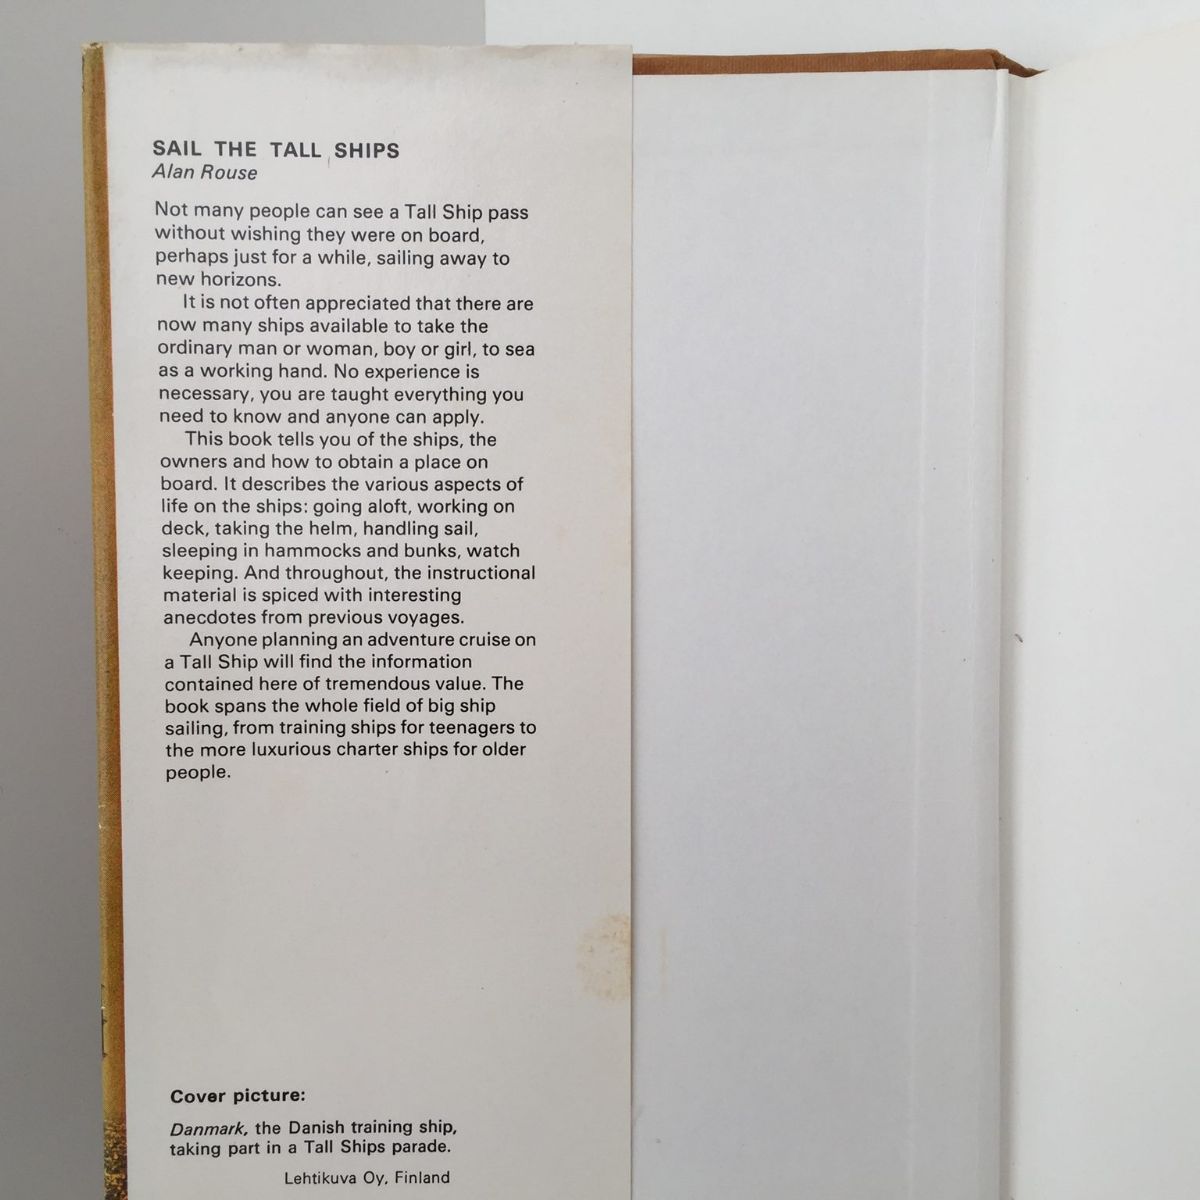 SAIL THE TALL SHIPS
Alan Rouse
Not many people can see a Tall Ship pass
without wishing they were on board,
perhaps just for a while, sailing away to
new horizons.
It is not often appreciated that there are
now many ships available to take the
ordinary man or woman, boy or girl, to sea
as a working hand. No experience is
necessary, you are taught everything you
need to know and anyone can apply.
This book tells you of the ships, the
owners and how to obtain a place on
board. It describes the various aspects of
life on the ships: going aloft, working on
deck, taking the helm, handling sail,
sleeping in hammocks and bunks, watch
keeping. And throughout, the instructional
material is spiced with interesting
anecdotes from previous voyages.
Anyone planning an adventure cruise on
a Tall Ship will find the information
contained here of tremendous value. The
book spans the whole field of big ship
sailing, from training ships for teenagers to
the more luxurious charter ships for older
people.
Cover picture:
Danmark, the Danish training ship,
taking part in a Tall Ships parade.
Lehtikuva Oy, Finland